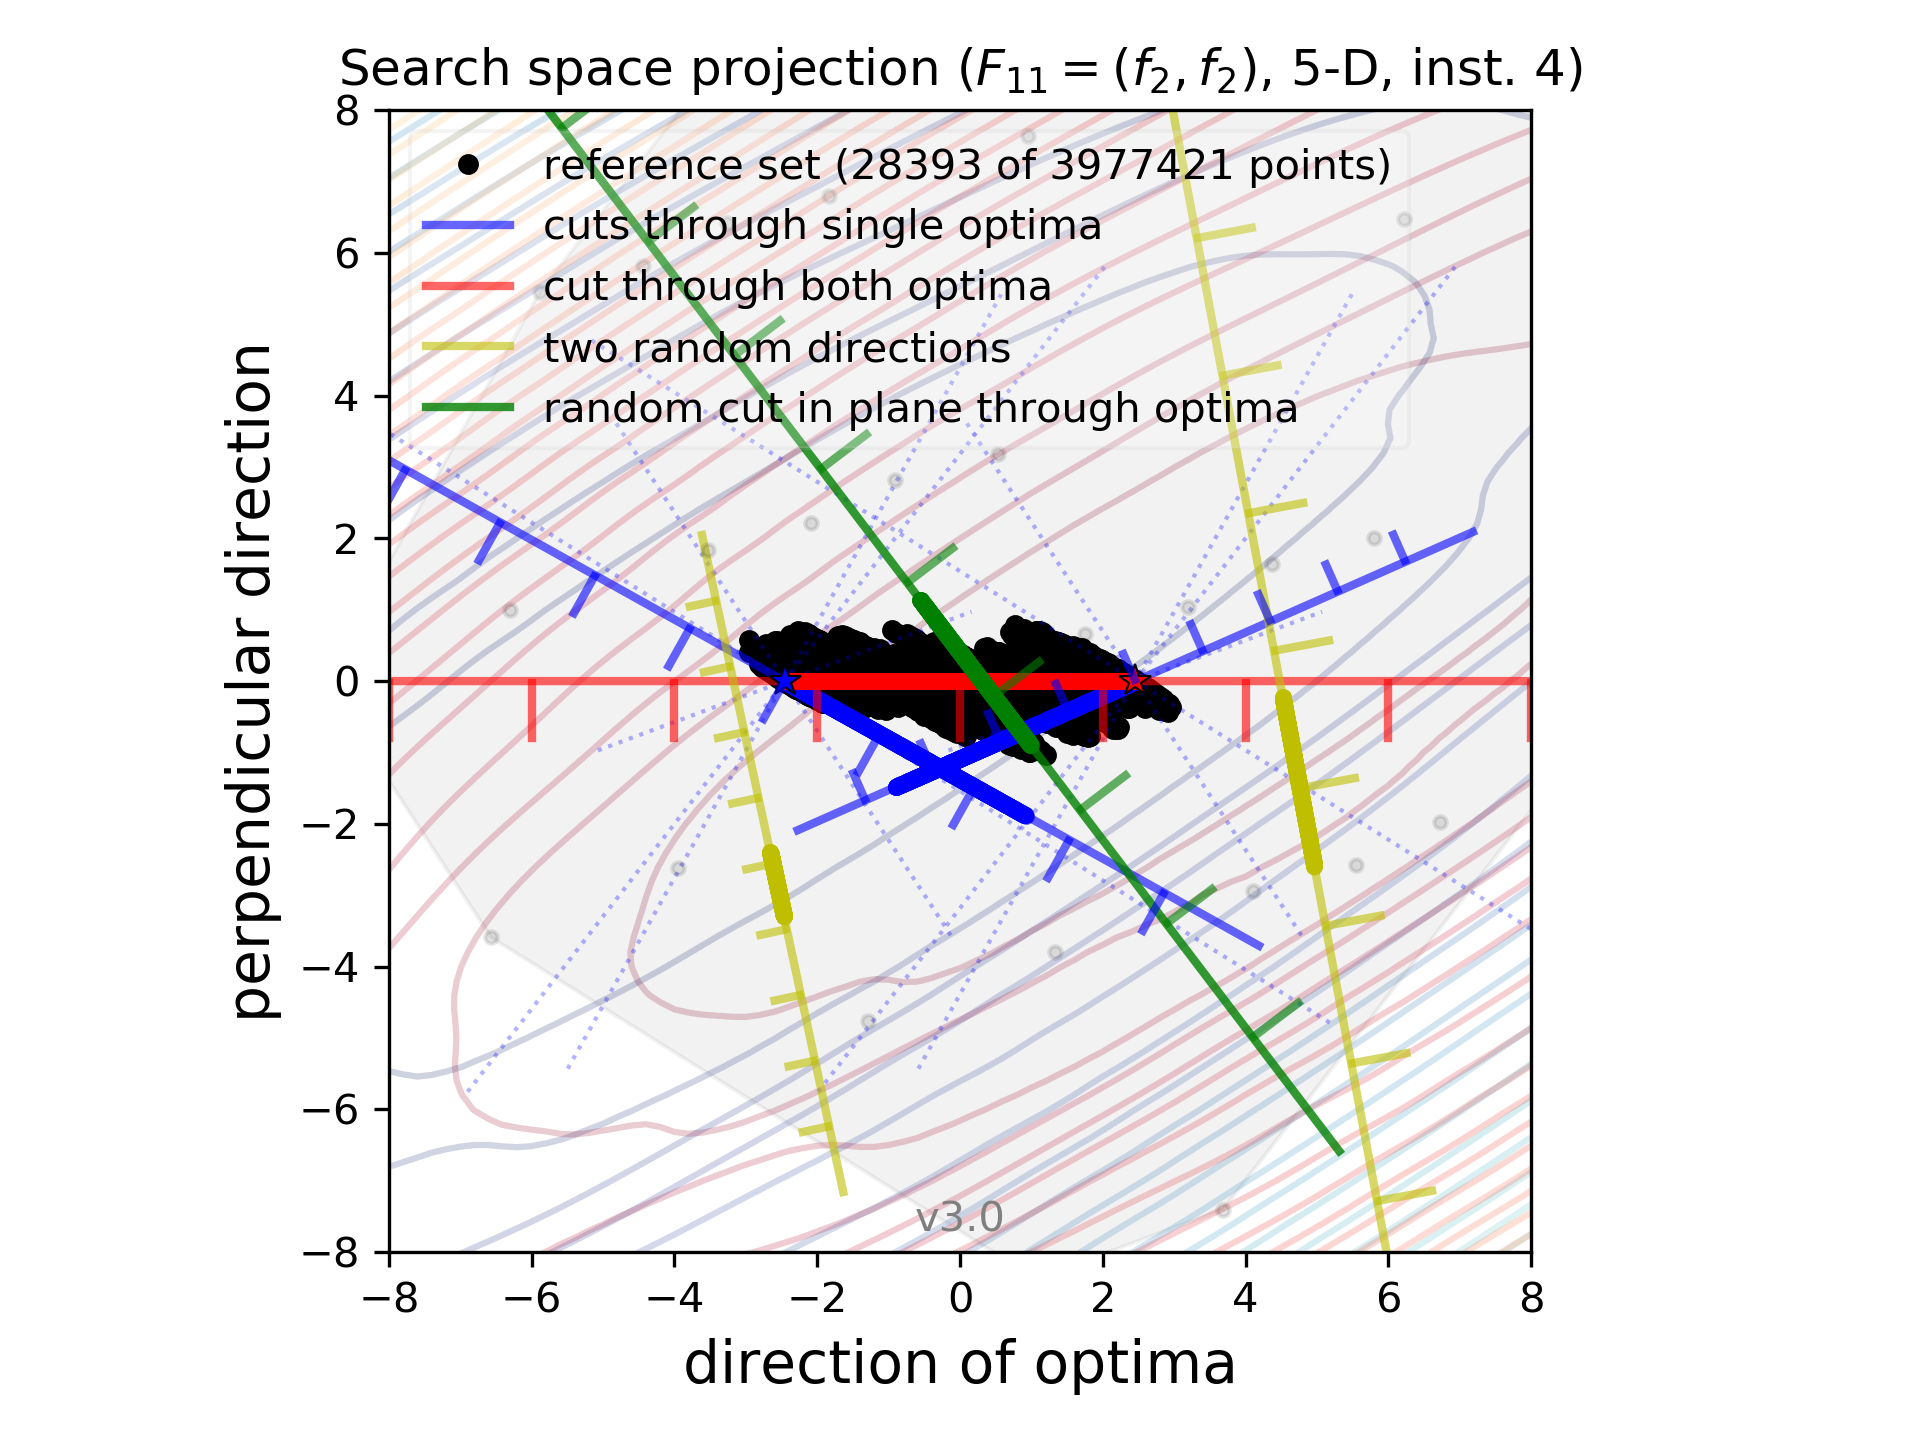 Search space projection (F₁₁ = (f₂, f₂), 5-D, inst. 4)
perpendicular direction
8
6
4
2
0
−2
−4
−6
−8
reference set (28393 of 3977421 points)
cuts through single optima
cut through both optima
two random directions
random cut in plane through optima
v3.0
−8 −6 −4 −2 0 2 4 6 8
direction of optima